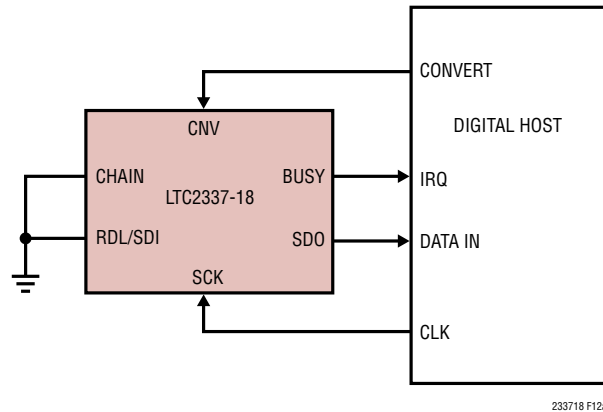 CONVERT
CNV
DIGITAL HOST
CHAIN
BUSY
IRQ
LTC2337-18
RDL/SDI
SDO
DATA IN
SCK
CLK